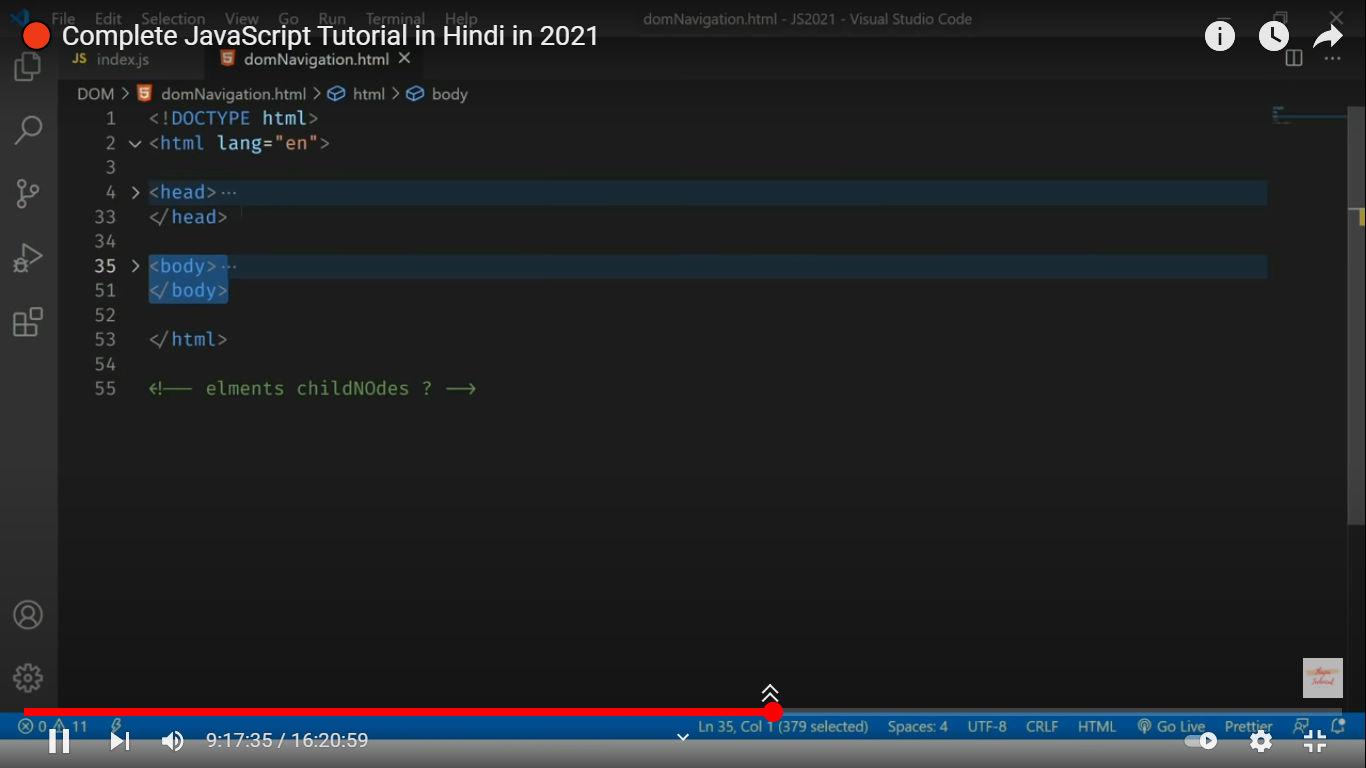 File Edit Selection View Go Run Terminal Help domNavigation.html - JS2021 - Visual Studio Code
Complete JavaScript Tutorial in Hindi in 2021
JS index.js domNavigation.html
DOM > domNavigation.html > html > body
1 <!DOCTYPE html>
2 <html lang="en">
3
4 <head>···
33 </head>
34
35 <body>···
51 </body>
52
53 </html>
54
55 <!-- elments childNOdes ? -->
0 11 Ln 35, Col 1 (379 selected) Spaces: 4 UTF-8 CRLF HTML Go Live Prettier
9:17:35 / 16:20:59